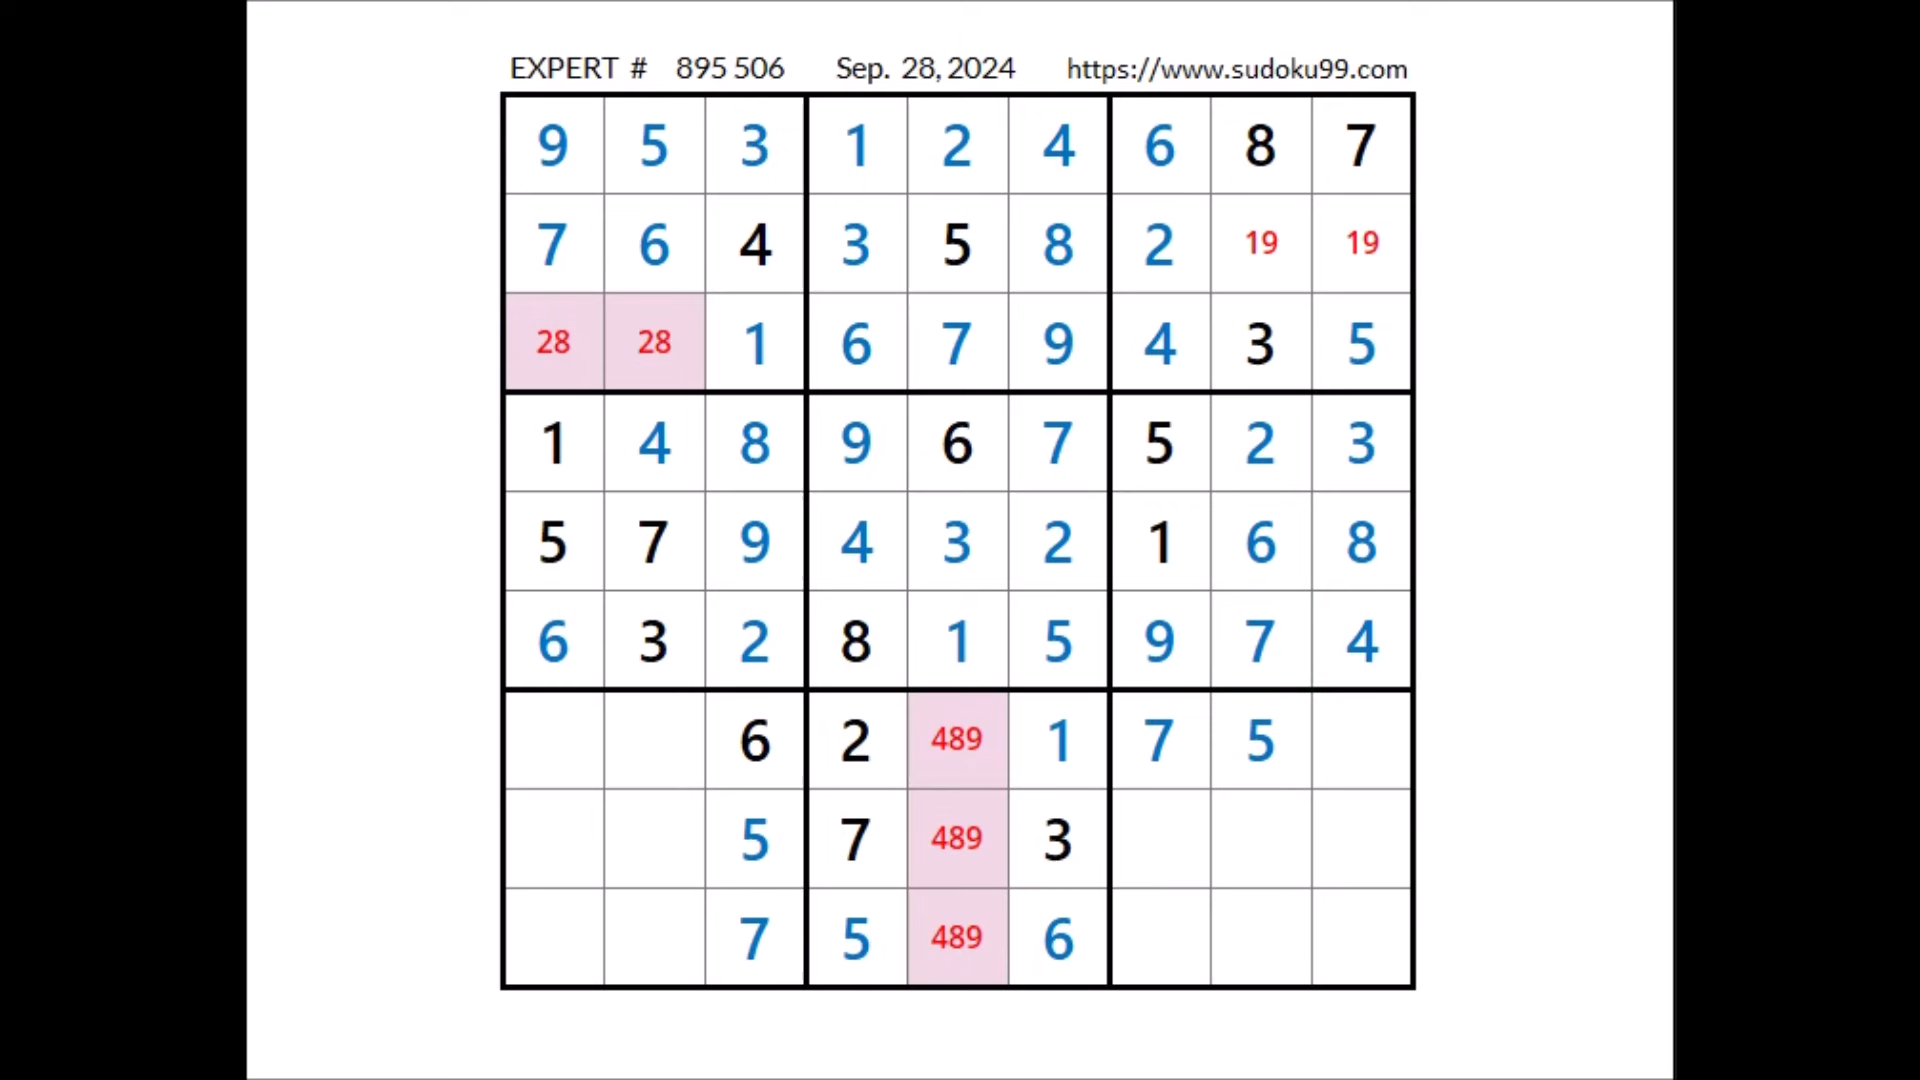 EXPERT # 895 506 Sep. 28, 2024 https://www.sudoku99.com
9 5 3 1 2 4 6 8 7
7 6 4 3 5 8 2 19 19
28 28 1 6 7 9 4 3 5
1 4 8 9 6 7 5 2 3
5 7 9 4 3 2 1 6 8
6 3 2 8 1 5 9 7 4
6 2 489 1 7 5
5 7 489 3
7 5 489 6